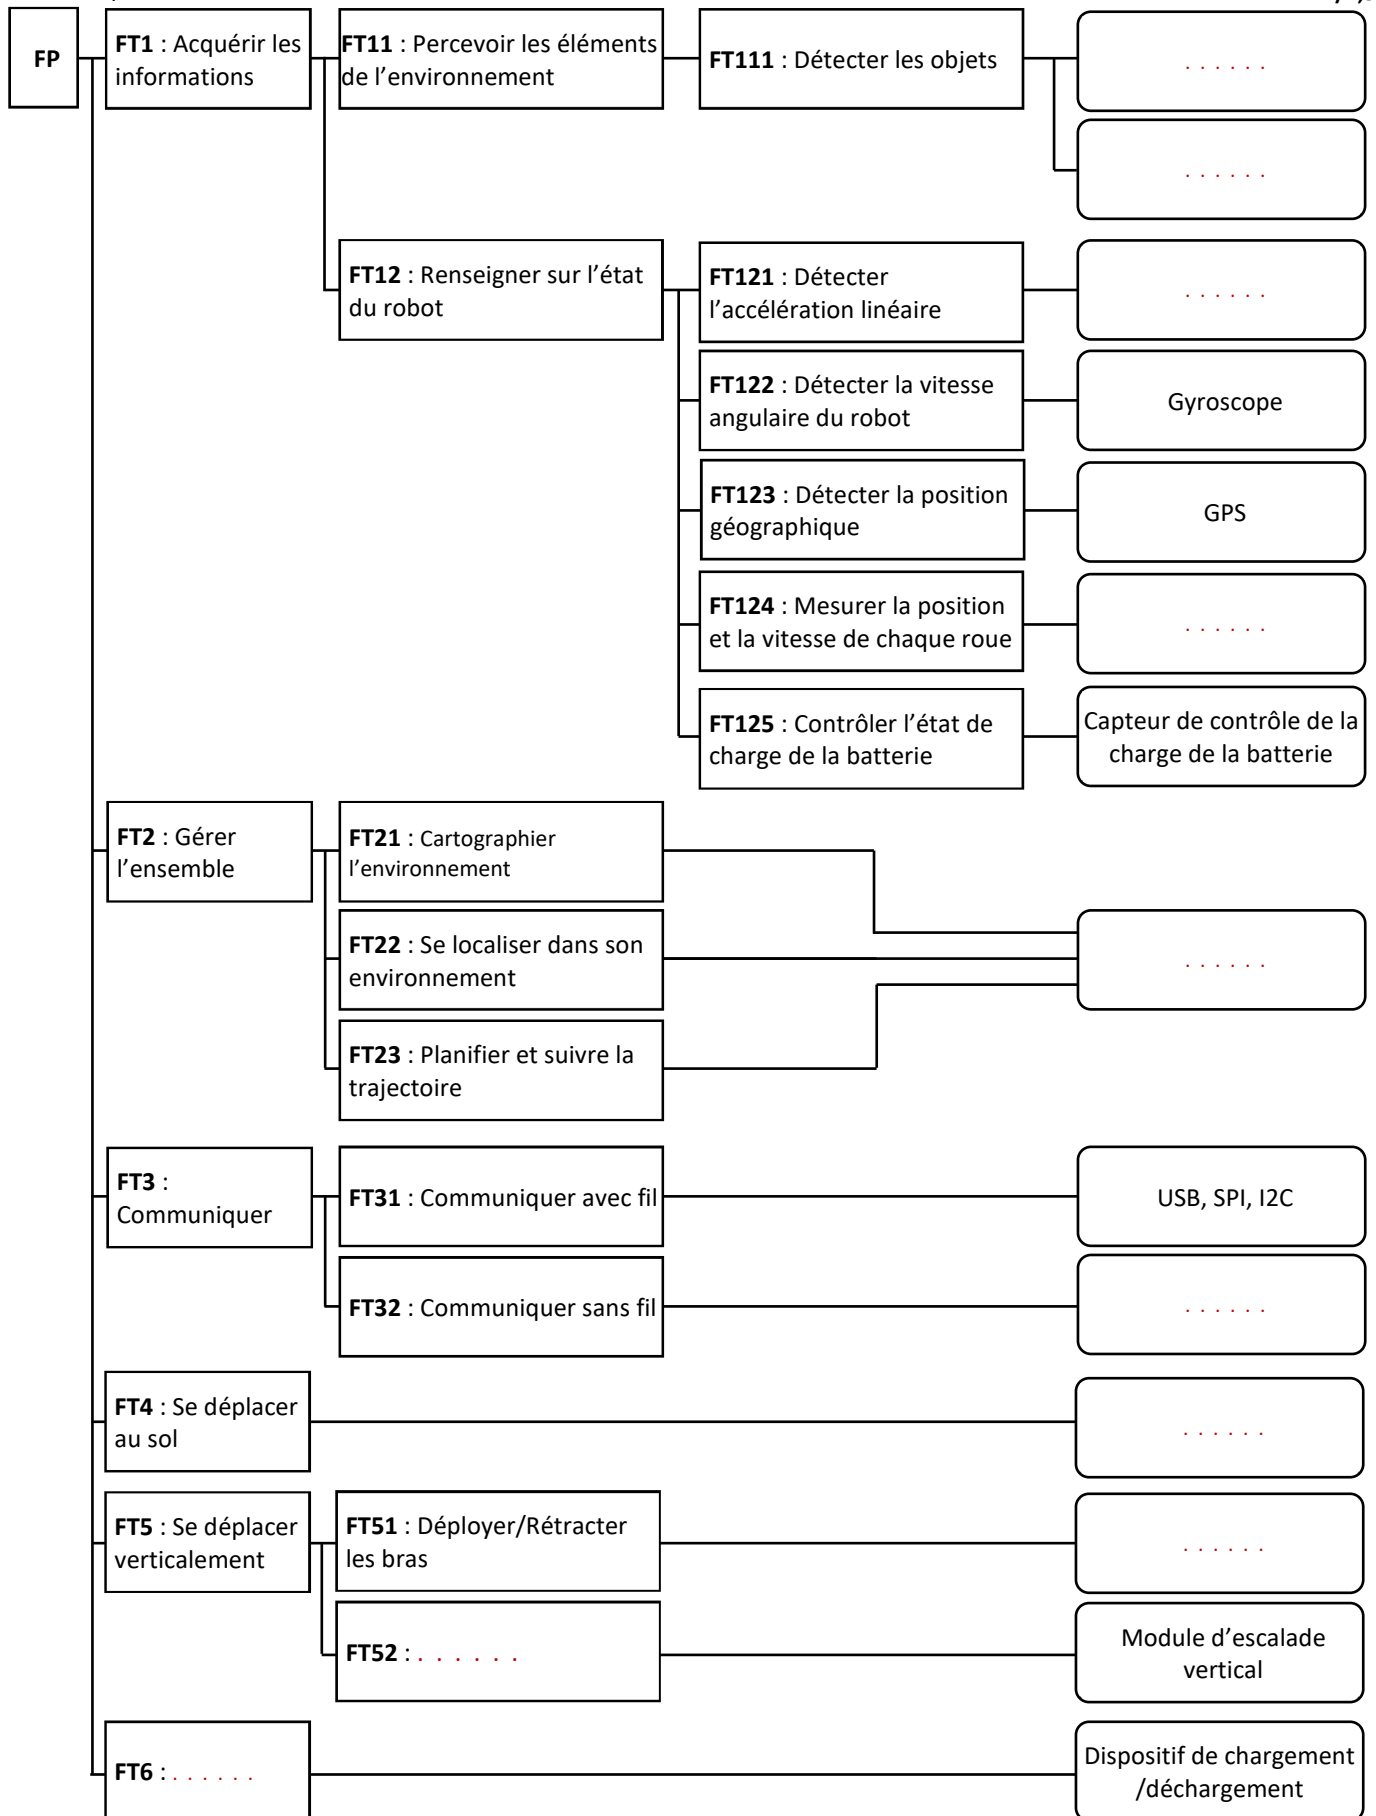 FP
FT1 : Acquérir les
informations
FT11 : Percevoir les éléments
de l'environnement
FT111 : Détecter les objets
. . . . . .
. . . . . .
FT12 : Renseigner sur l'état
du robot
FT121 : Détecter
l'accélération linéaire
. . . . . .
FT122 : Détecter la vitesse
angulaire du robot
Gyroscope
FT123 : Détecter la position
géographique
GPS
FT124 : Mesurer la position
et la vitesse de chaque roue
. . . . . .
FT125 : Contrôler l'état de
charge de la batterie
Capteur de contrôle de la
charge de la batterie
FT2 : Gérer
l'ensemble
FT21 : Cartographier
l'environnement
FT22 : Se localiser dans son
environnement
. . . . . .
FT23 : Planifier et suivre la
trajectoire
FT3 :
Communiquer
FT31 : Communiquer avec fil
USB, SPI, I2C
FT32 : Communiquer sans fil
. . . . . .
FT4 : Se déplacer
au sol
. . . . . .
FT5 : Se déplacer
verticalement
FT51 : Déployer/Rétracter
les bras
. . . . . .
FT52 : . . . . . .
Module d'escalade
vertical
FT6 : . . . . . .
Dispositif de chargement
/déchargement